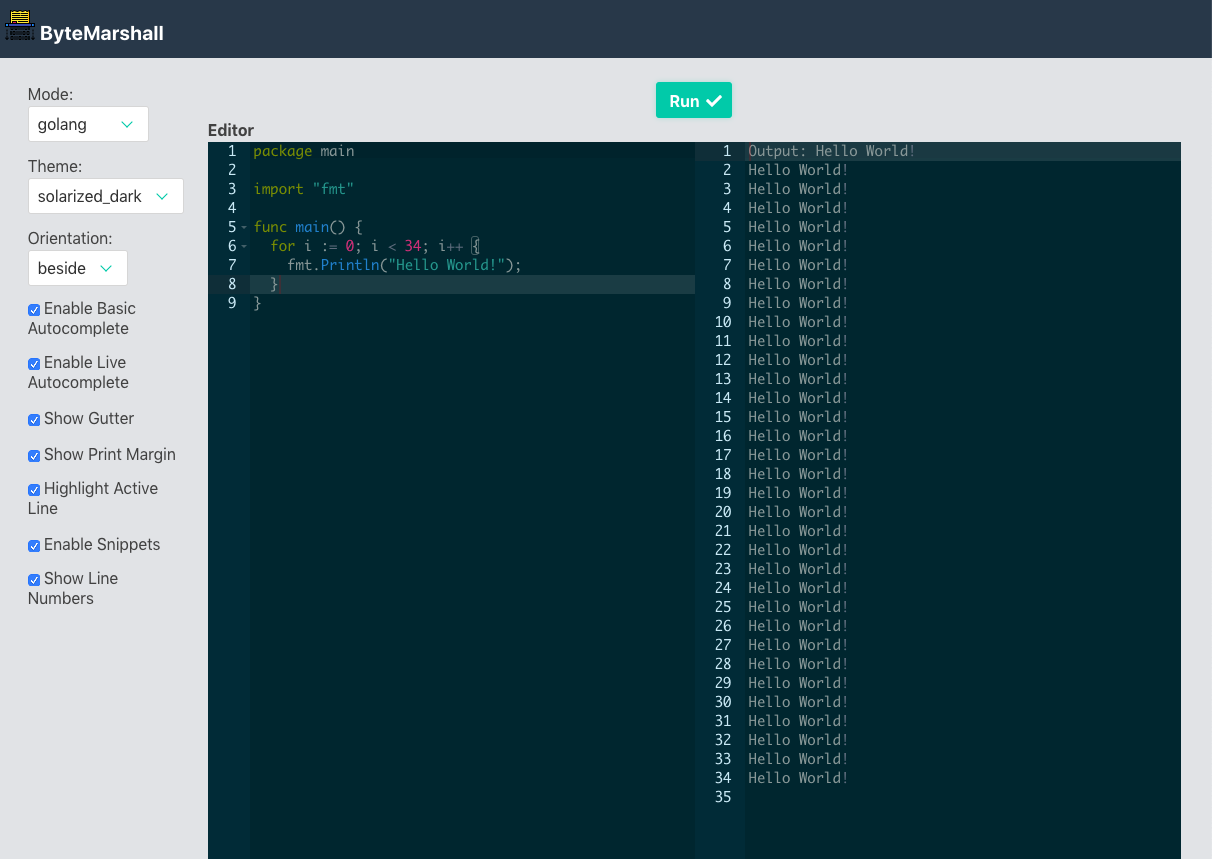 ByteMarshall
Mode:
golang
Theme:
solarized_dark
Orientation:
beside
Enable Basic
Autocomplete
Enable Live
Autocomplete
Show Gutter
Show Print Margin
Highlight Active
Line
Enable Snippets
Show Line
Numbers
Run
Editor
1 package main
2
3 import "fmt"
4
5 func main() {
6   for i := 0; i < 34; i++ {
7     fmt.Println("Hello World!");
8   }
9 }
1 Output: Hello World!
2 Hello World!
3 Hello World!
4 Hello World!
5 Hello World!
6 Hello World!
7 Hello World!
8 Hello World!
9 Hello World!
10 Hello World!
11 Hello World!
12 Hello World!
13 Hello World!
14 Hello World!
15 Hello World!
16 Hello World!
17 Hello World!
18 Hello World!
19 Hello World!
20 Hello World!
21 Hello World!
22 Hello World!
23 Hello World!
24 Hello World!
25 Hello World!
26 Hello World!
27 Hello World!
28 Hello World!
29 Hello World!
30 Hello World!
31 Hello World!
32 Hello World!
33 Hello World!
34 Hello World!
35